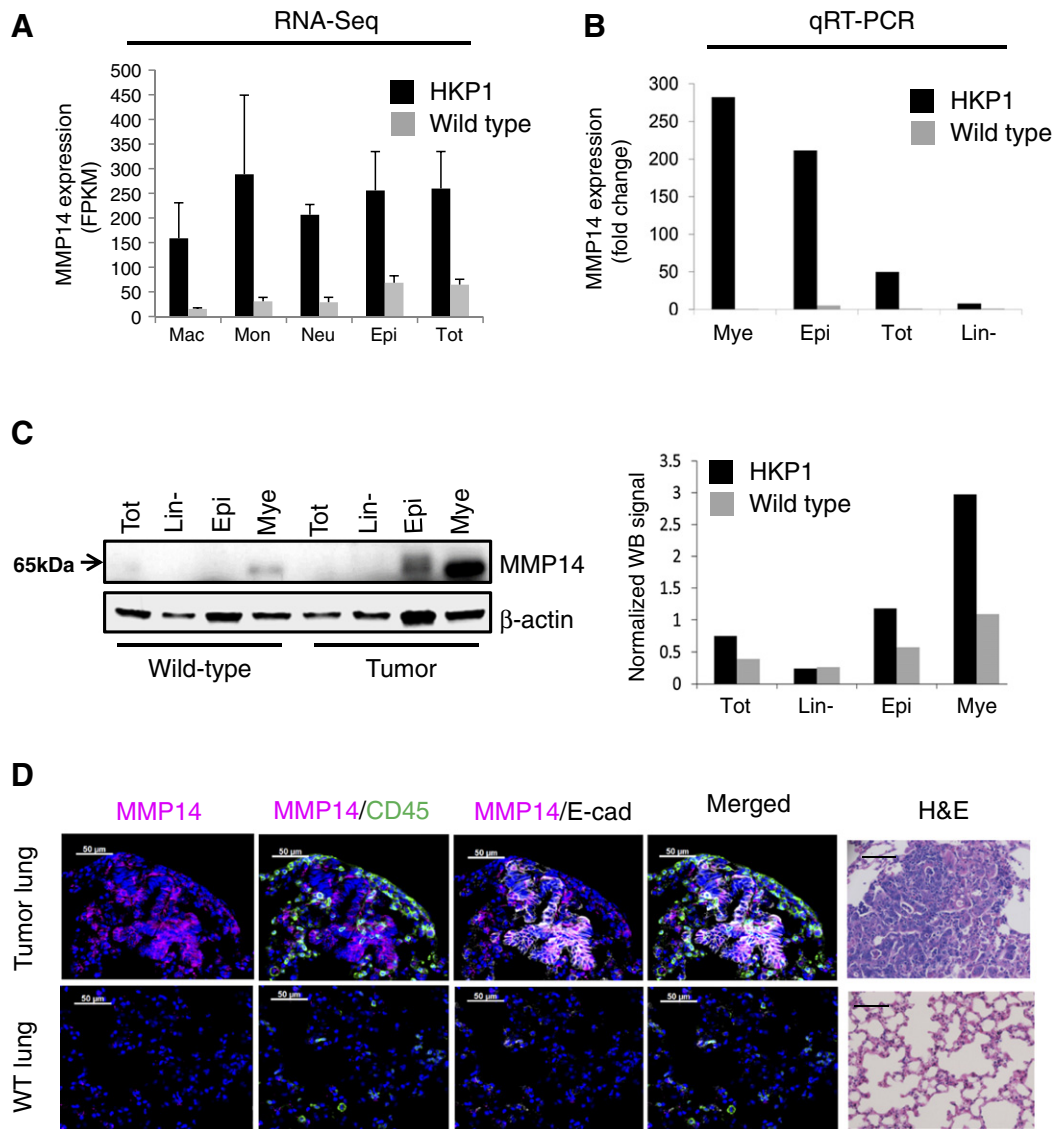 A
RNA-Seq
MMP14 expression
(FPKM)
500
450
400
350
300
250
200
150
100
50
0
HKP1
Wild type
Mac Mon Neu Epi Tot
B
qRT-PCR
MMP14 expression
(fold change)
300
250
200
150
100
50
0
HKP1
Wild type
Mye Epi Tot Lin-
C
Tot Lin- Epi Mye Tot Lin- Epi Mye
65kDa
MMP14
β-actin
Wild-type Tumor
Normalized WB signal
3.5
3
2.5
2
1.5
1
0.5
0
HKP1
Wild type
Tot Lin- Epi Mye
D
MMP14 MMP14/CD45 MMP14/E-cad Merged H&E
Tumor lung
50 µm 50 µm 50 µm 50 µm
WT lung
50 µm 50 µm 50 µm 50 µm